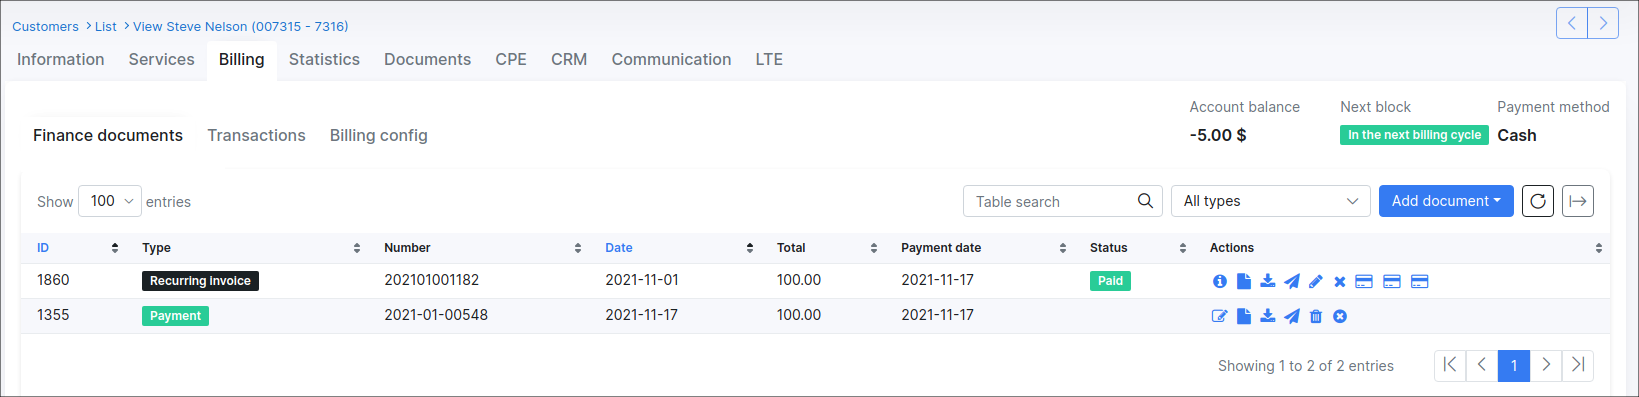 Customers > List > View Steve Nelson (007315 - 7316)
Information Services Billing Statistics Documents CPE CRM Communication LTE
Account balance Next block Payment method
Finance documents Transactions Billing config -5.00 $ In the next billing cycle Cash
Show 100 entries Table search All types Add document
ID Type Number Date Total Payment date Status Actions
1860 Recurring invoice 202101001182 2021-11-01 100.00 2021-11-17 Paid
1355 Payment 2021-01-00548 2021-11-17 100.00 2021-11-17
Showing 1 to 2 of 2 entries 1